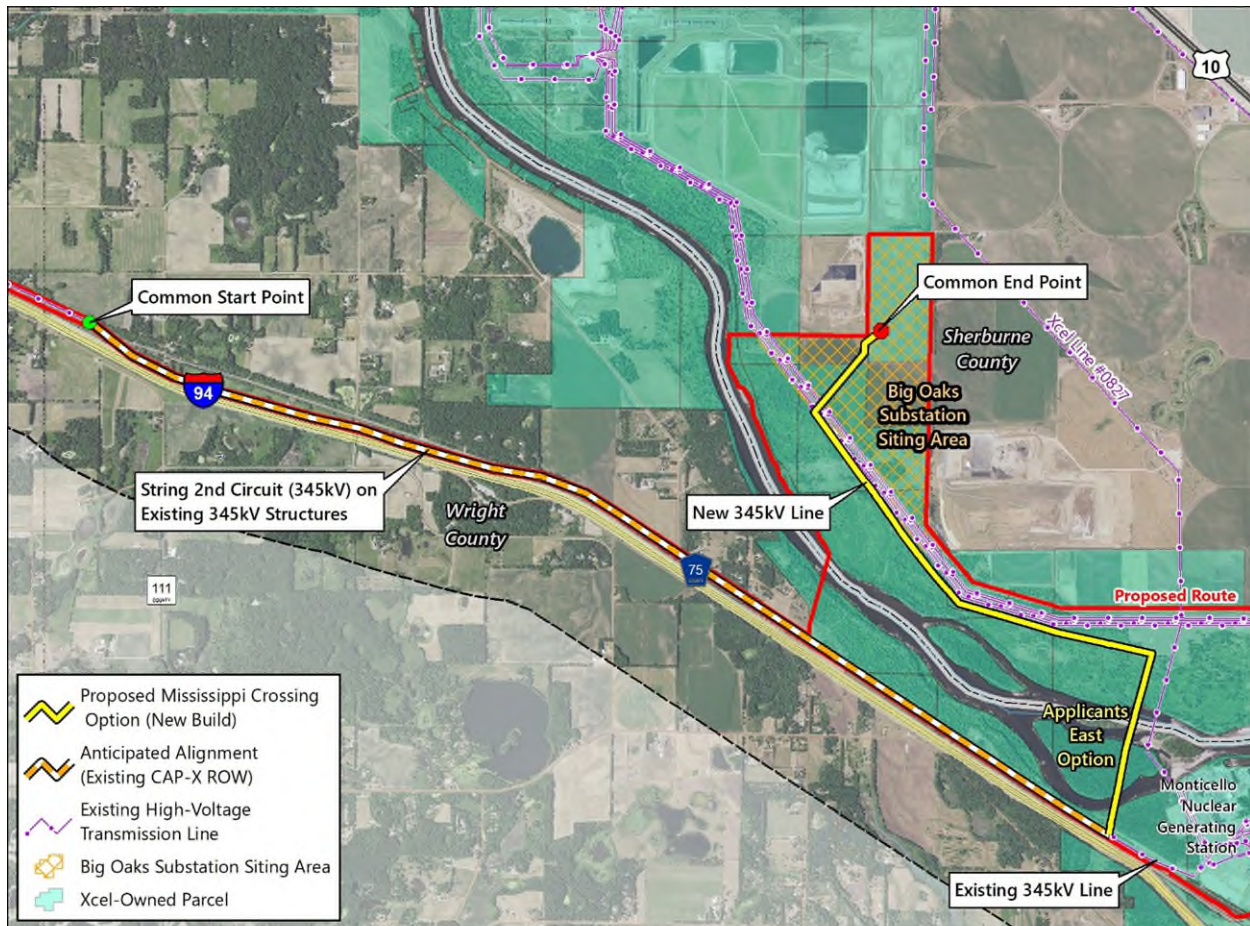 10
Common Start Point
Common End Point
Xcel Line #0827
Sherburne
County
94
Big Oaks
Substation
Siting Area
String 2nd Circuit (345kV) on
Existing 345kV Structures
Wright
County
New 345kV Line
75
111
Proposed Route
Applicants
East
Option
Monticello
Nuclear
Generating
Station
Existing 345kV Line
Proposed Mississippi Crossing
Option (New Build)
Anticipated Alignment
(Existing CAP-X ROW)
Existing High-Voltage
Transmission Line
Big Oaks Substation Siting Area
Xcel-Owned Parcel